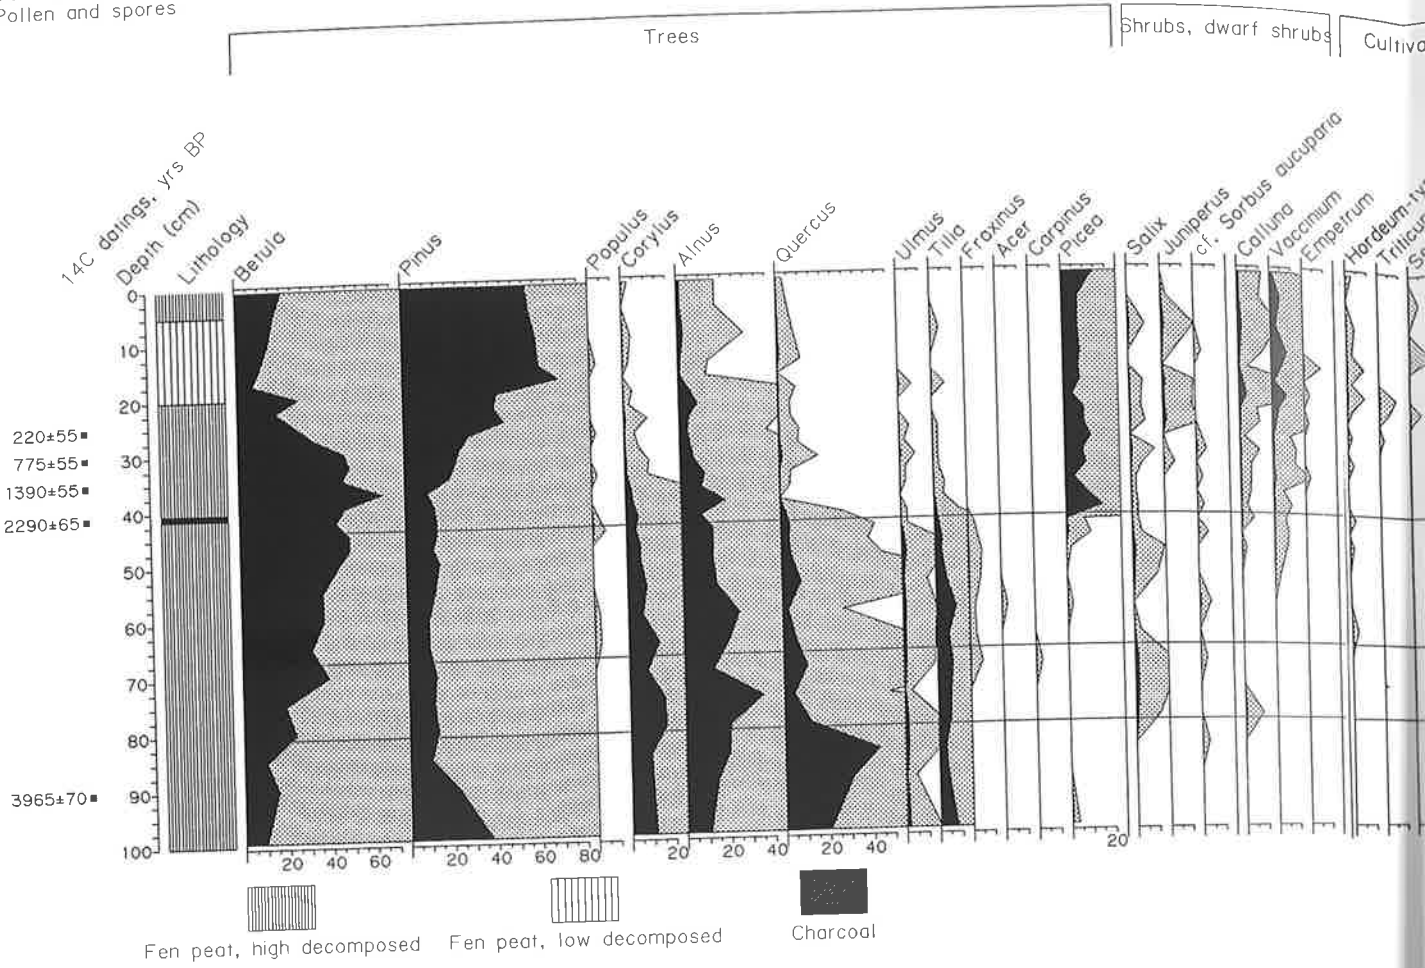 Pollen and spores
Trees
Shrubs, dwarf shrubs
Cultiva
14C datings, yrs BP
Depth (cm)
Lithology
Betula
Pinus
Populus
Corylus
Alnus
Quercus
Ulmus
Tilia
Fraxinus
Acer
Carpinus
Picea
Salix
Juniperus
cf. Sorbus aucuparia
Calluna
Vaccinium
Empetrum
Hordeum-ty
Triticu
0
10
20
220±55
30
775±55
1390±55
40
2290±65
50
60
70
80
90
3965±70
100
20 40 60 20 40 60 80 20 20 40 20 40 20
Fen peat, high decomposed
Fen peat, low decomposed
Charcoal